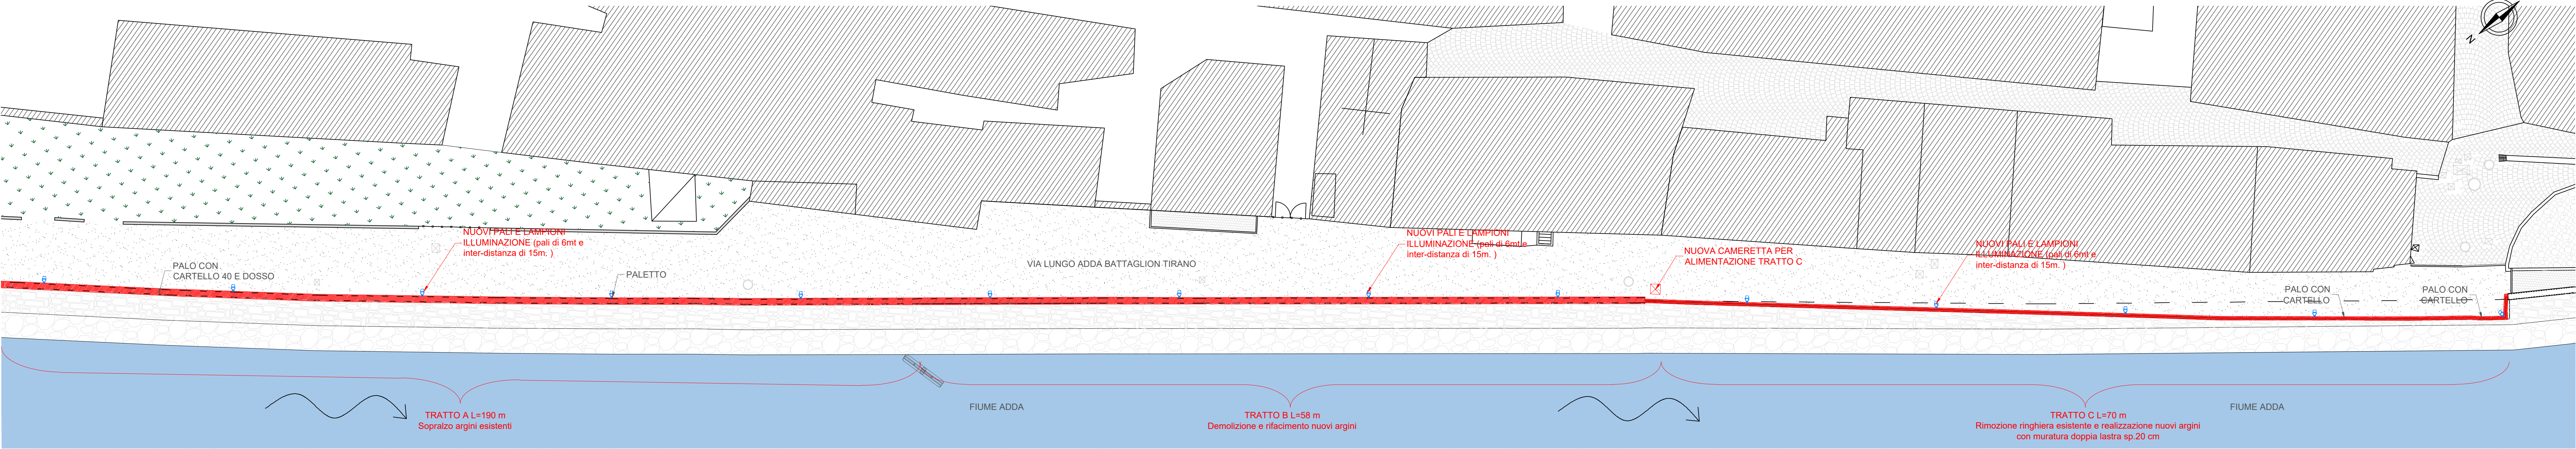 N
NUOVI PALI E LAMPIONI
ILLUMINAZIONE (pali di 6mt e
inter-distanza di 15m. )
PALO CON
CARTELLO 40 E DOSSO
PALETTO
VIA LUNGO ADDA BATTAGLION TIRANO
NUOVI PALI E LAMPIONI
ILLUMINAZIONE (pali di 6mt e
inter-distanza di 15m. )
NUOVA CAMERETTA PER
ALIMENTAZIONE TRATTO C
NUOVI PALI E LAMPIONI
ILLUMINAZIONE (pali di 6mt e
inter-distanza di 15m. )
PALO CON
CARTELLO
PALO CON
CARTELLO
TRATTO A L=190 m
Sopralzo argini esistenti
FIUME ADDA
TRATTO B L=58 m
Demolizione e rifacimento nuovi argini
TRATTO C L=70 m
Rimozione ringhiera esistente e realizzazione nuovi argini
con muratura doppia lastra sp.20 cm
FIUME ADDA